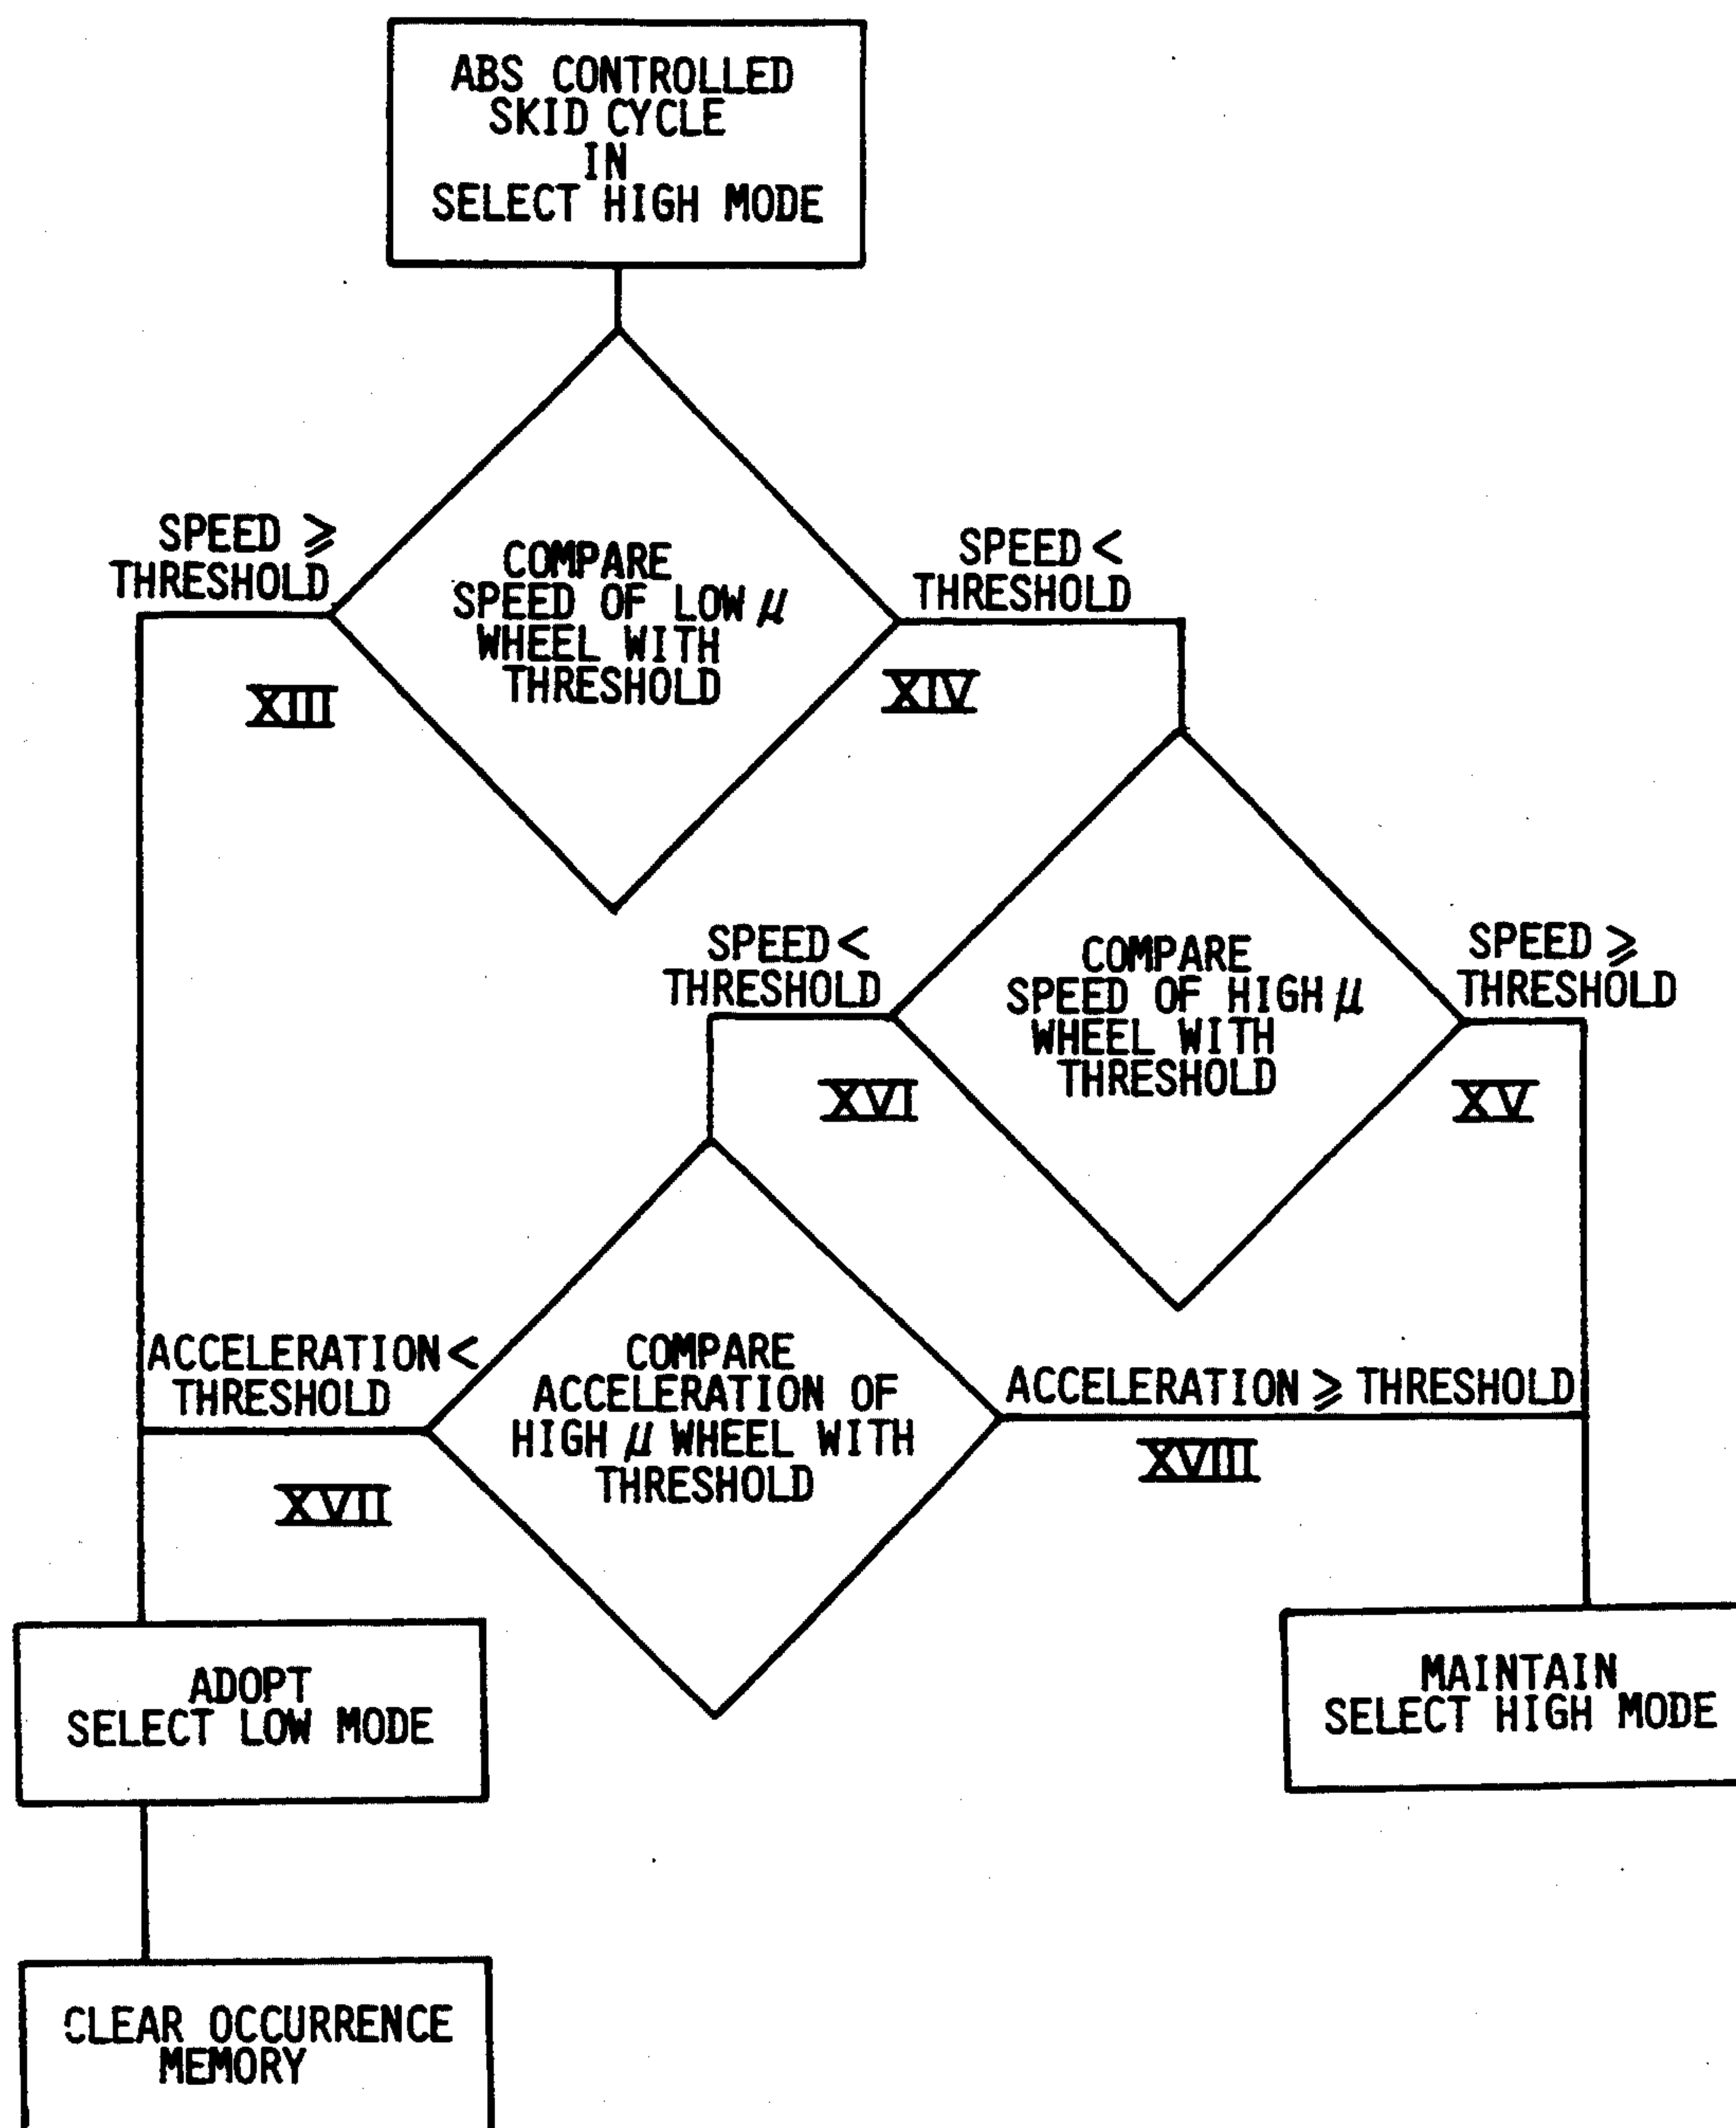 ABS CONTROLLED
SKID CYCLE
IN
SELECT HIGH MODE
SPEED ⩾
THRESHOLD
COMPARE
SPEED OF LOW μ
WHEEL WITH
THRESHOLD
SPEED <
THRESHOLD
XIII
XIV
SPEED <
THRESHOLD
COMPARE
SPEED OF HIGH μ
WHEEL WITH
THRESHOLD
SPEED ⩾
THRESHOLD
XVI
XV
ACCELERATION <
THRESHOLD
COMPARE
ACCELERATION OF
HIGH μ WHEEL WITH
THRESHOLD
ACCELERATION ⩾ THRESHOLD
XVII
XVIII
ADOPT
SELECT LOW MODE
MAINTAIN
SELECT HIGH MODE
CLEAR OCCURRENCE
MEMORY